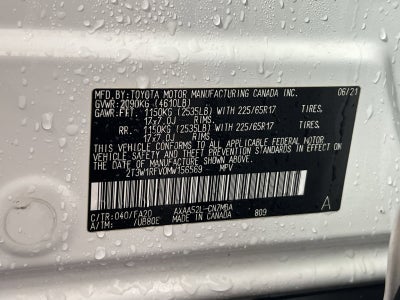 MFD.BY:TOYOTA MOTOR MANUFACTURING CANADA INC. 06/21
GVWR:2090KG (4610LB)
GAWR:FRT. 1150KG (2535LB) WITH 225/65R17 TIRES,
17x7.0J RIMS,
RR. 1150KG (2535LB) WITH 225/65R17 TIRES,
17x7.0J RIMS,
THIS VEHICLE CONFORMS TO ALL APPLICABLE FEDERAL MOTOR
VEHICLE SAFETY AND THEFT PREVENTION STANDARDS IN EFFECT ON
THE DATE OF MANUFACTURE SHOWN ABOVE.
2T3W1RFV0MW156569 MPV
C/TR:040/FA20 AXAA52L-CN7MBA A
A/TM: /UB80E MADE IN CANADA 809